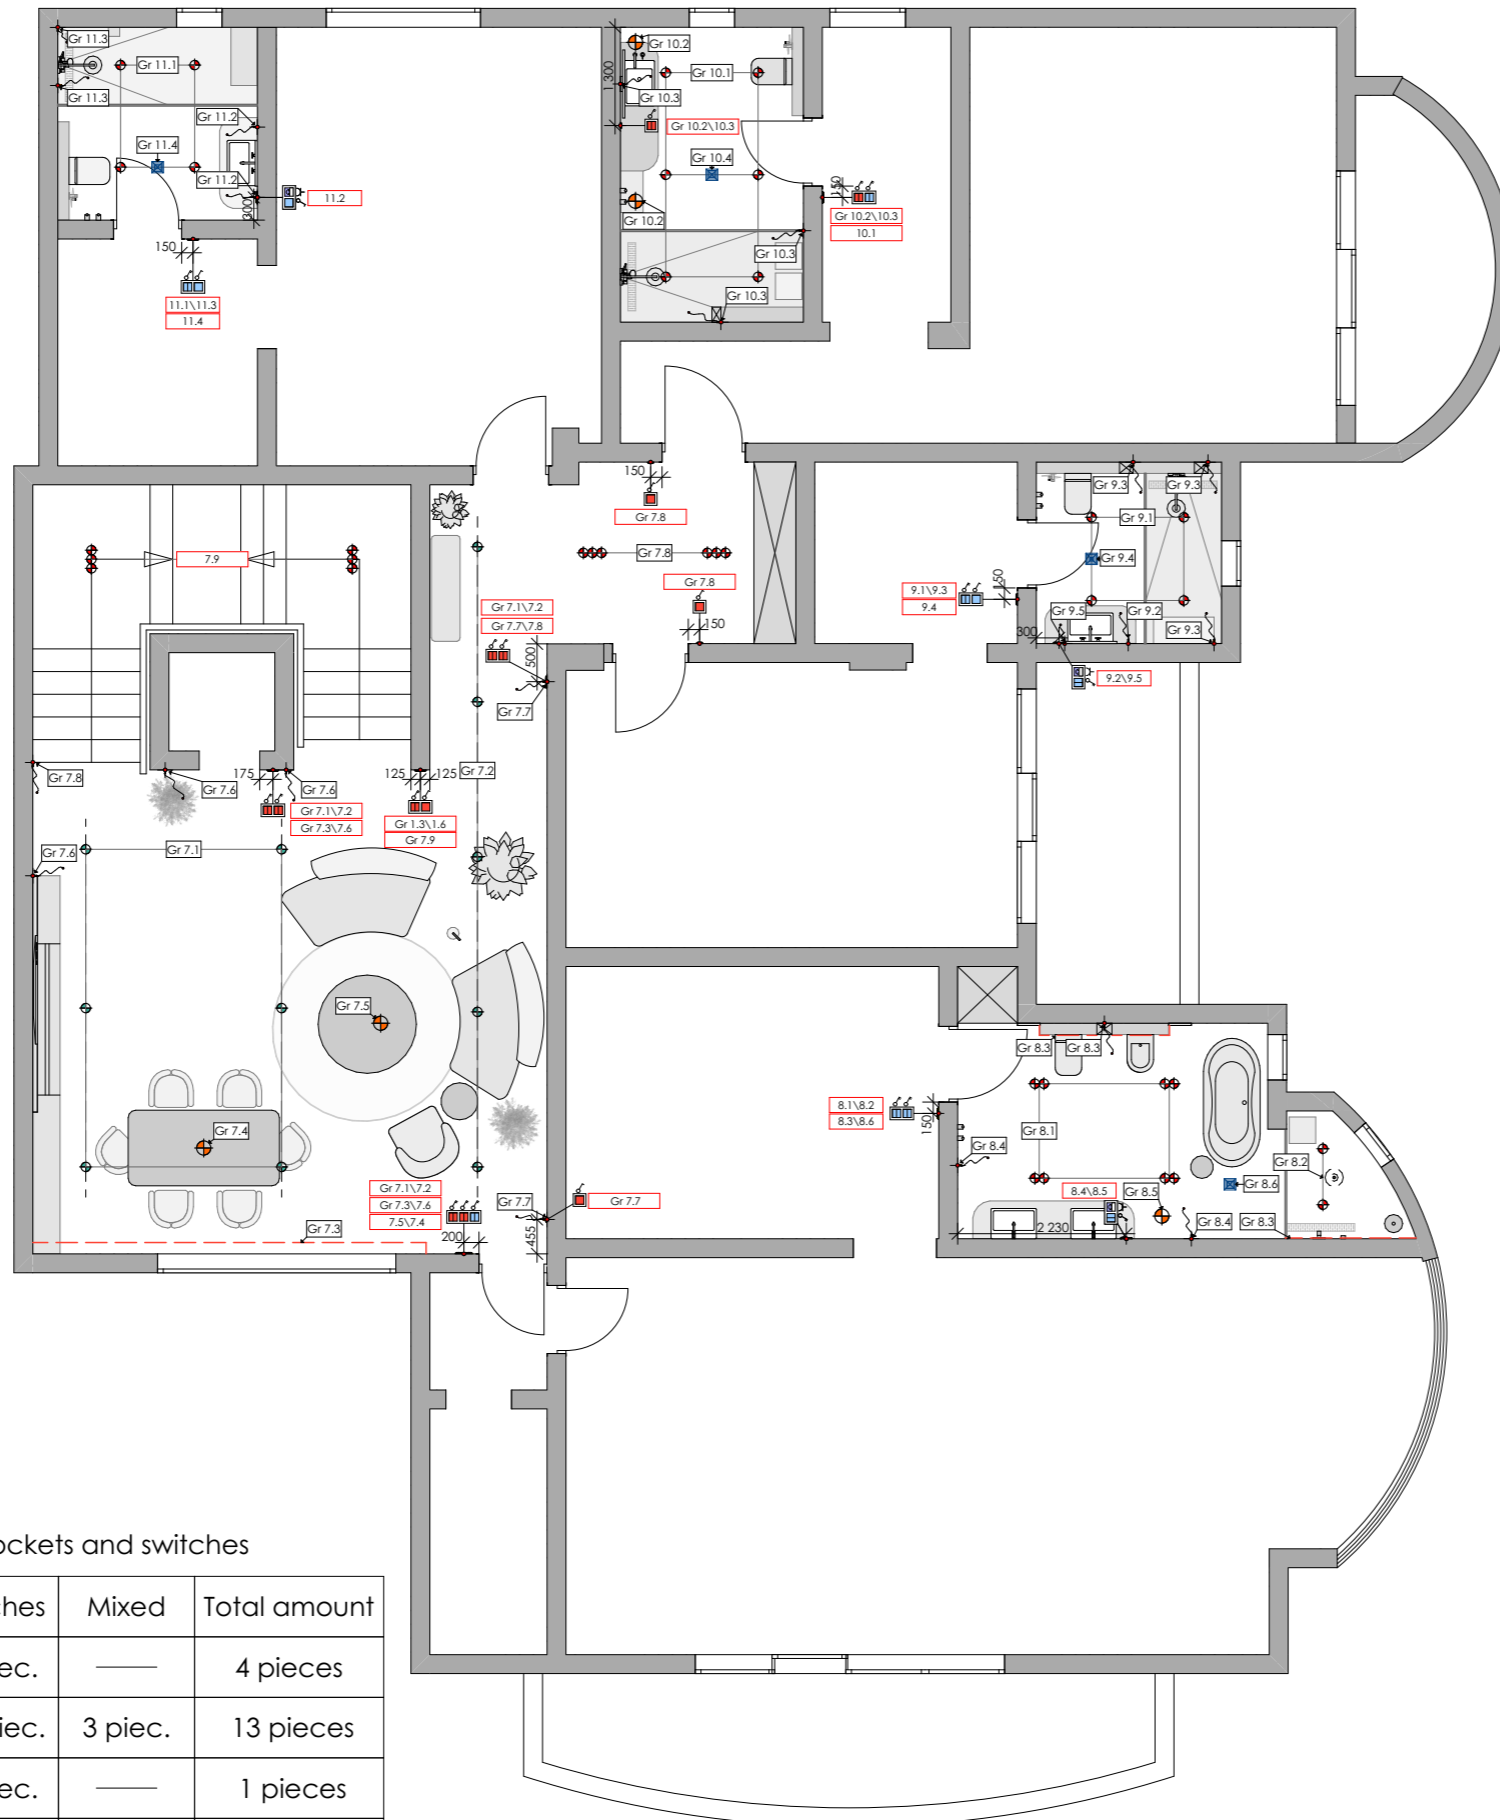 Gr 11.3
Gr 11.1
Gr 11.3
Gr 11.2
Gr 11.4
Gr 11.2
300
11.2
150
11.1\11.3
11.4
Gr 10.2
1 300
Gr 10.1
Gr 10.3
Gr 10.2\10.3
Gr 10.4
150
Gr 10.2
Gr 10.2\10.3
10.1
Gr 10.3
Gr 10.3
150
Gr 7.8
Gr 7.8
Gr 7.8
150
7.9
Gr 7.1\7.2
Gr 7.7\7.8
500
Gr 7.7
Gr 9.3
Gr 9.3
Gr 9.1
Gr 9.4
9.1\9.3
9.4
150
Gr 9.5
Gr 9.2
300
Gr 9.3
9.2\9.5
Gr 7.8
Gr 7.6
175
Gr 7.6
Gr 7.1\7.2
Gr 7.3\7.6
125
125
Gr 7.2
Gr 1.3\1.6
Gr 7.9
Gr 7.6
Gr 7.1
Gr 7.5
Gr 7.4
Gr 7.3
Gr 7.1\7.2
Gr 7.3\7.6
7.5\7.4
200
Gr 7.7
455
Gr 7.7
Gr 8.3
Gr 8.3
8.1\8.2
8.3\8.6
150
Gr 8.1
Gr 8.4
Gr 8.2
8.4\8.5
Gr 8.5
Gr 8.6
2 230
Gr 8.4
Gr 8.3
ockets and switches
hes Mixed Total amount
ec. — 4 pieces
iec. 3 piec. 13 pieces
ec. — 1 pieces